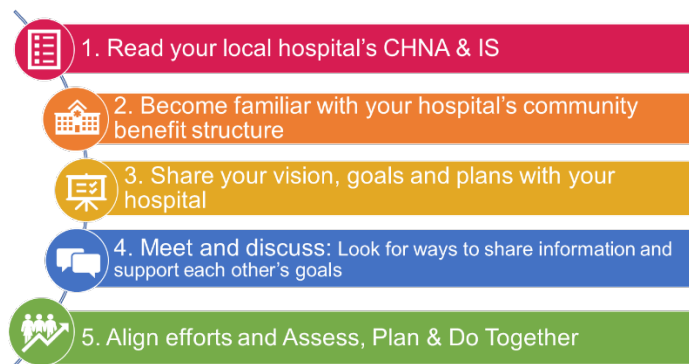 1. Read your local hospital's CHNA & IS
2. Become familiar with your hospital's community
benefit structure
3. Share your vision, goals and plans with your
hospital
4. Meet and discuss: Look for ways to share information and
support each other's goals
5. Align efforts and Assess, Plan & Do Together